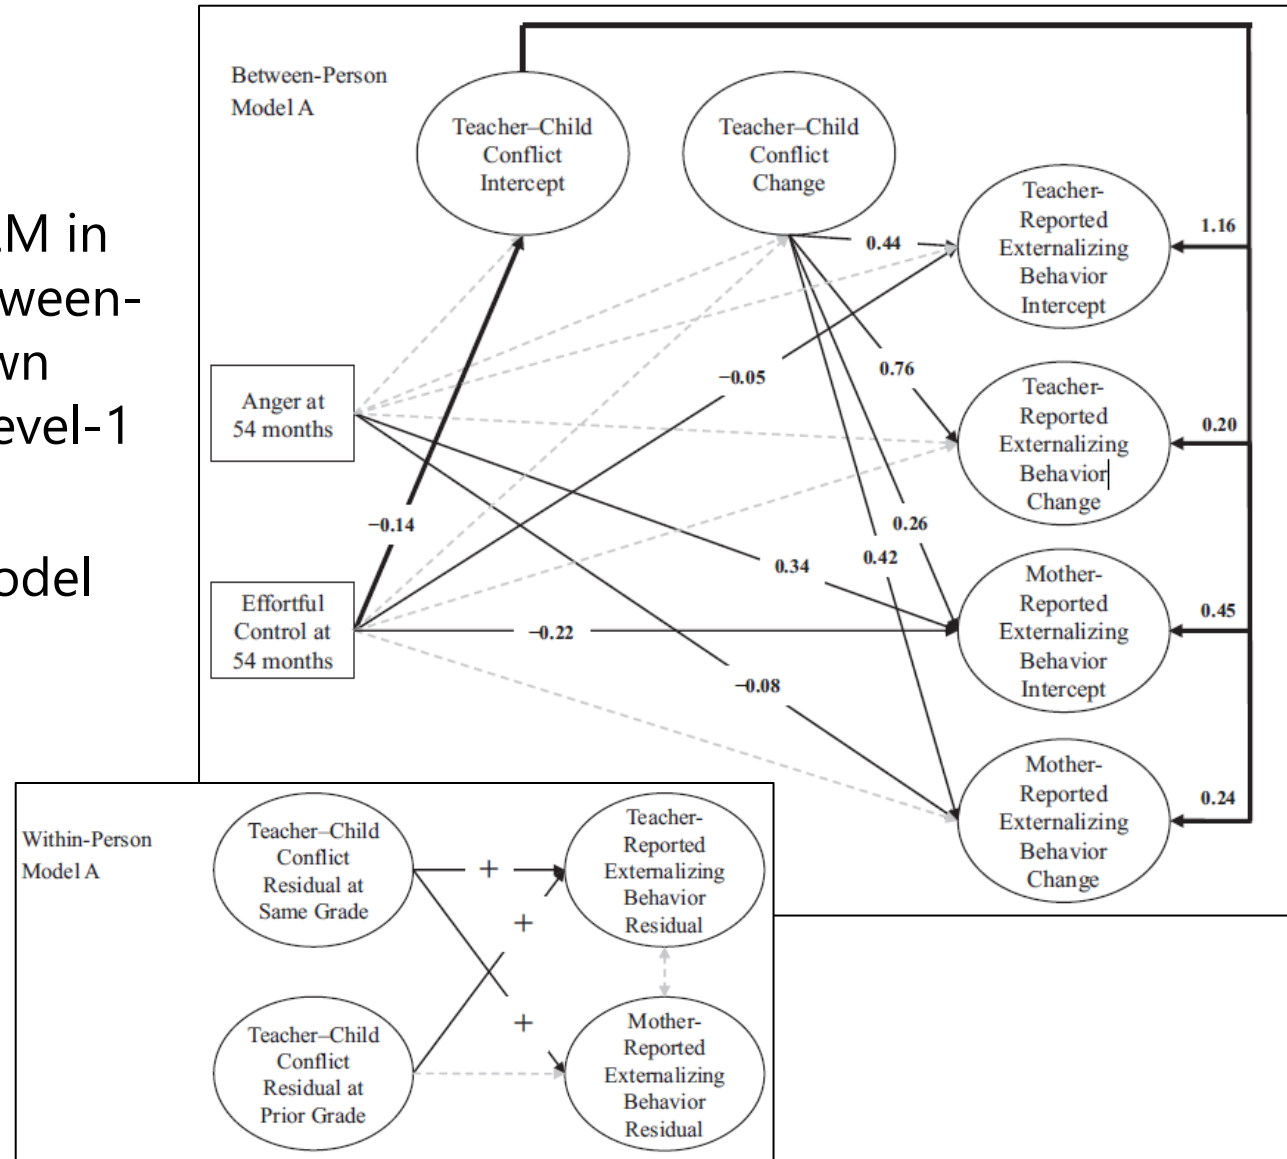 LM in
ween-
wn
evel-1
odel
Between-Person
Model A
Teacher–Child
Conflict
Intercept
Teacher–Child
Conflict
Change
Teacher-
Reported
Externalizing
Behavior
Intercept
1.16
0.44
Anger at
54 months
−0.05
0.76
Teacher-
Reported
Externalizing
Behavior
Change
0.20
−0.14
0.26
0.42
0.34
Effortful
Control at
54 months
−0.22
Mother-
Reported
Externalizing
Behavior
Intercept
0.45
−0.08
Mother-
Reported
Externalizing
Behavior
Change
0.24
Within-Person
Model A
Teacher–Child
Conflict
Residual at
Same Grade
+
+
+
Teacher-
Reported
Externalizing
Behavior
Residual
Teacher–Child
Conflict
Residual at
Prior Grade
Mother-
Reported
Externalizing
Behavior
Residual